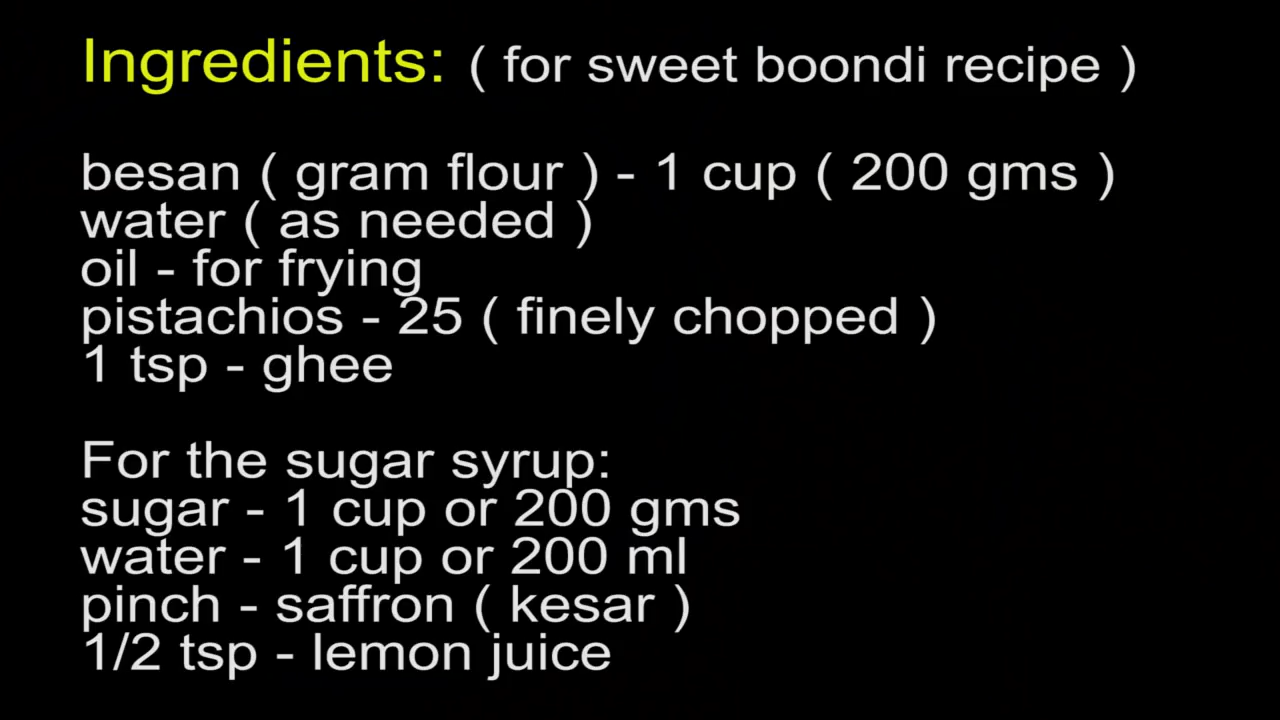 Ingredients: ( for sweet boondi recipe )
besan ( gram flour ) - 1 cup ( 200 gms )
water ( as needed )
oil - for frying
pistachios - 25 ( finely chopped )
1 tsp - ghee
For the sugar syrup:
sugar - 1 cup or 200 gms
water - 1 cup or 200 ml
pinch - saffron ( kesar )
1/2 tsp - lemon juice